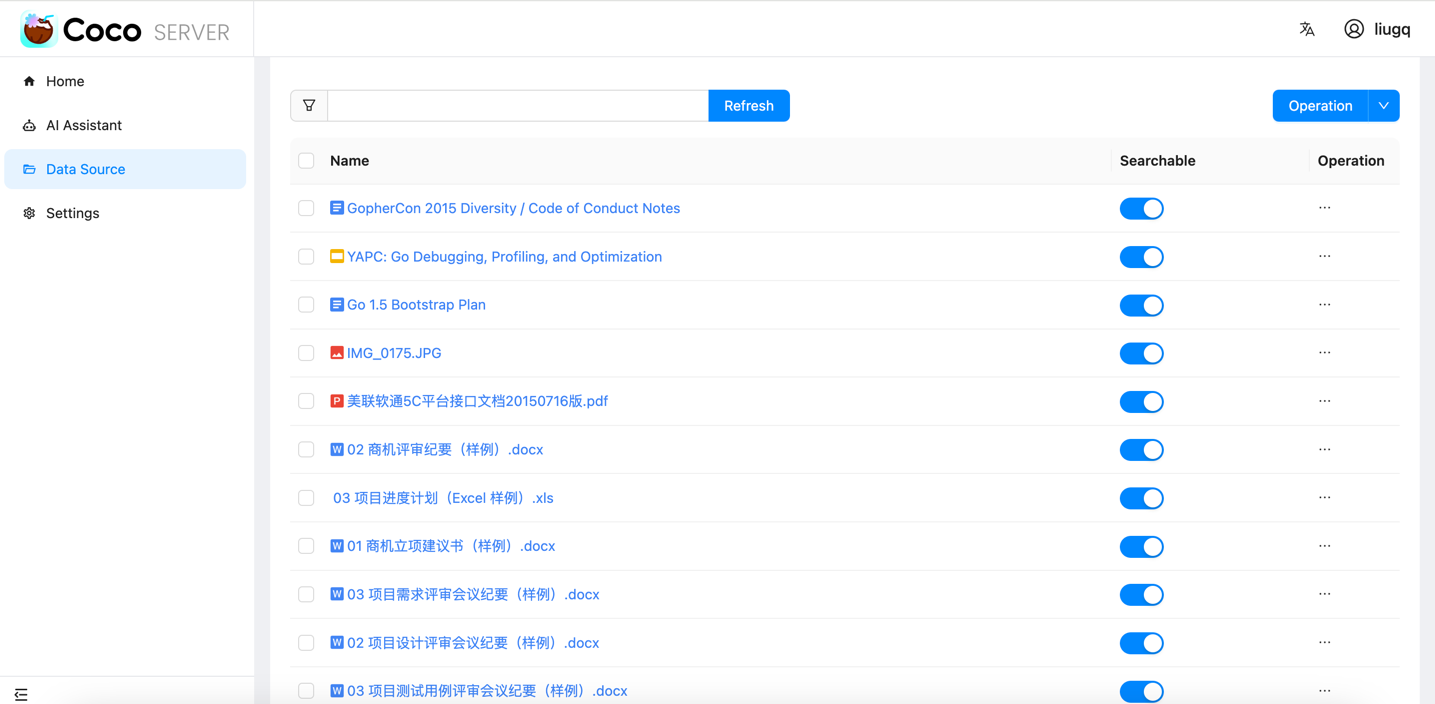 Coco SERVER
liugq
Home
AI Assistant
Data Source
Settings
Refresh
Operation
Name Searchable Operation
GopherCon 2015 Diversity / Code of Conduct Notes
YAPC: Go Debugging, Profiling, and Optimization
Go 1.5 Bootstrap Plan
IMG_0175.JPG
P 美联软通5C平台接口文档20150716版.pdf
W 02 商机评审纪要（样例）.docx
03 项目进度计划（Excel 样例）.xls
W 01 商机立项建议书（样例）.docx
W 03 项目需求评审会议纪要（样例）.docx
W 02 项目设计评审会议纪要（样例）.docx
W 03 项目测试用例评审会议纪要（样例）.docx